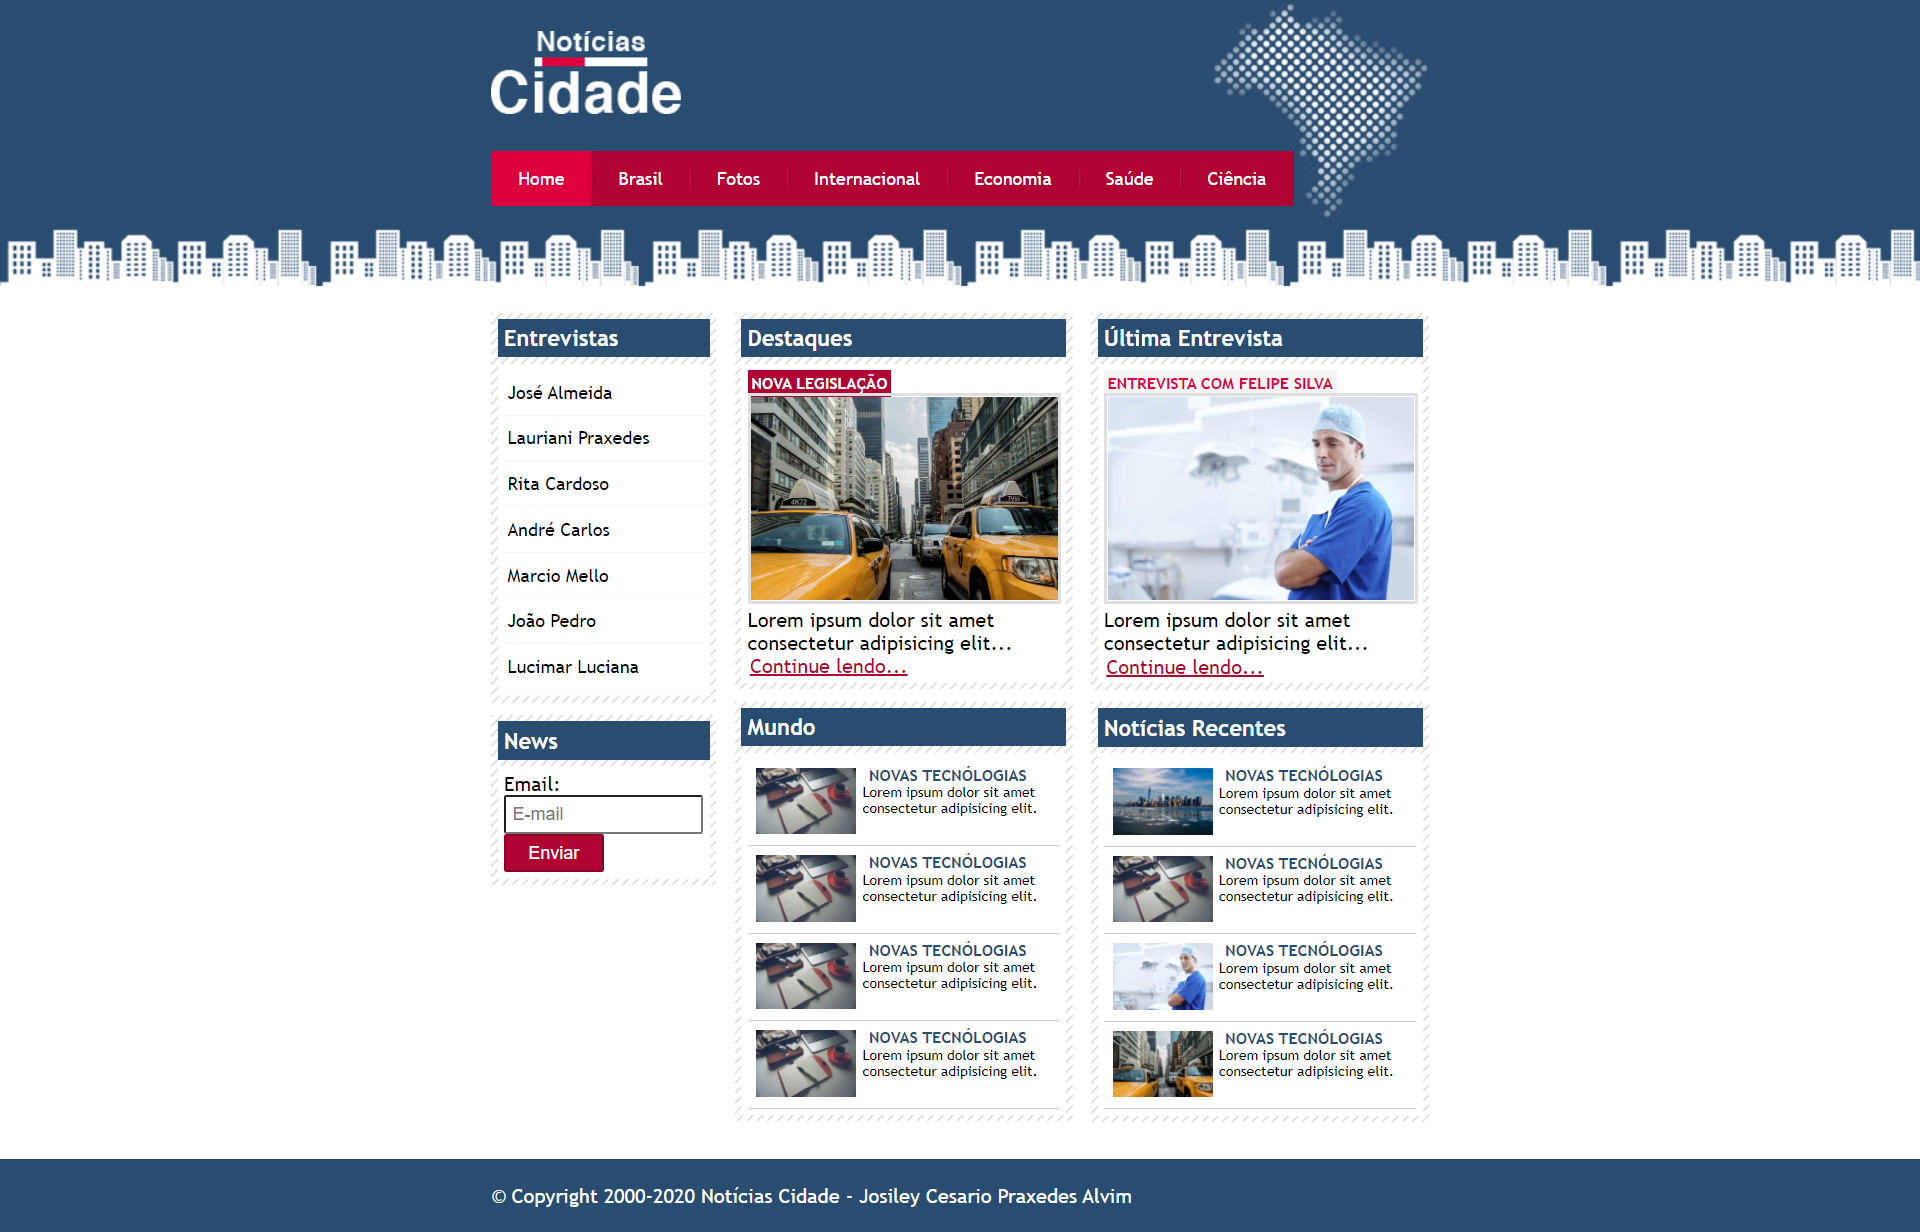 Notícias
Cidade
Home
Brasil
Fotos
Internacional
Economia
Saúde
Ciência
Entrevistas
José Almeida
Lauriani Praxedes
Rita Cardoso
André Carlos
Marcio Mello
João Pedro
Lucimar Luciana
News
Email:
E-mail
Enviar
Destaques
NOVA LEGISLAÇÃO
4K72
Lorem ipsum dolor sit amet
consectetur adipisicing elit...
Continue lendo...
Mundo
NOVAS TECNÓLOGIAS
Lorem ipsum dolor sit amet
consectetur adipisicing elit.
NOVAS TECNÓLOGIAS
Lorem ipsum dolor sit amet
consectetur adipisicing elit.
NOVAS TECNÓLOGIAS
Lorem ipsum dolor sit amet
consectetur adipisicing elit.
NOVAS TECNÓLOGIAS
Lorem ipsum dolor sit amet
consectetur adipisicing elit.
Última Entrevista
ENTREVISTA COM FELIPE SILVA
Lorem ipsum dolor sit amet
consectetur adipisicing elit...
Continue lendo...
Notícias Recentes
NOVAS TECNÓLOGIAS
Lorem ipsum dolor sit amet
consectetur adipisicing elit.
NOVAS TECNÓLOGIAS
Lorem ipsum dolor sit amet
consectetur adipisicing elit.
NOVAS TECNÓLOGIAS
Lorem ipsum dolor sit amet
consectetur adipisicing elit.
NOVAS TECNÓLOGIAS
Lorem ipsum dolor sit amet
consectetur adipisicing elit.
© Copyright 2000-2020 Notícias Cidade - Josiley Cesario Praxedes Alvim